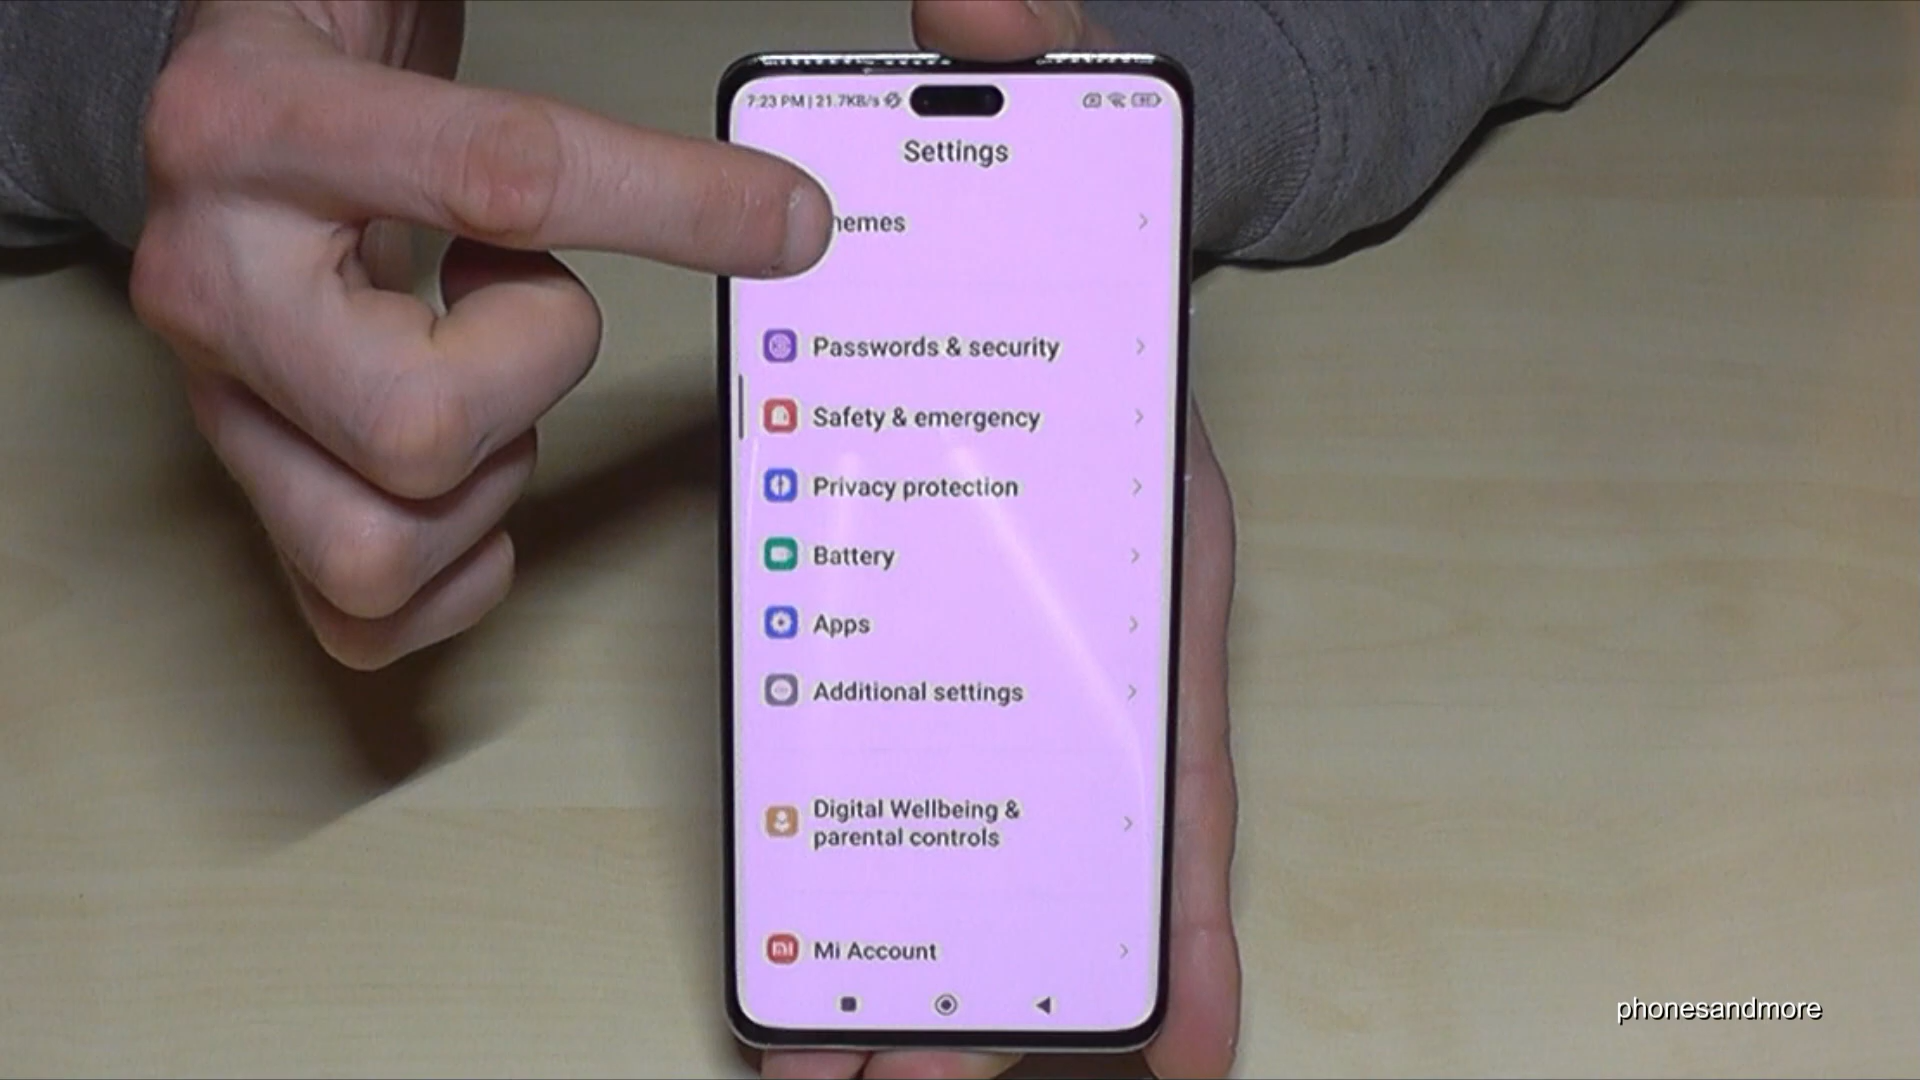 7:23 PM | 21.7KB/s
Settings
hemes
Passwords & security
Safety & emergency
Privacy protection
Battery
Apps
Additional settings
Digital Wellbeing &
parental controls
Mi Account
phonesandmore